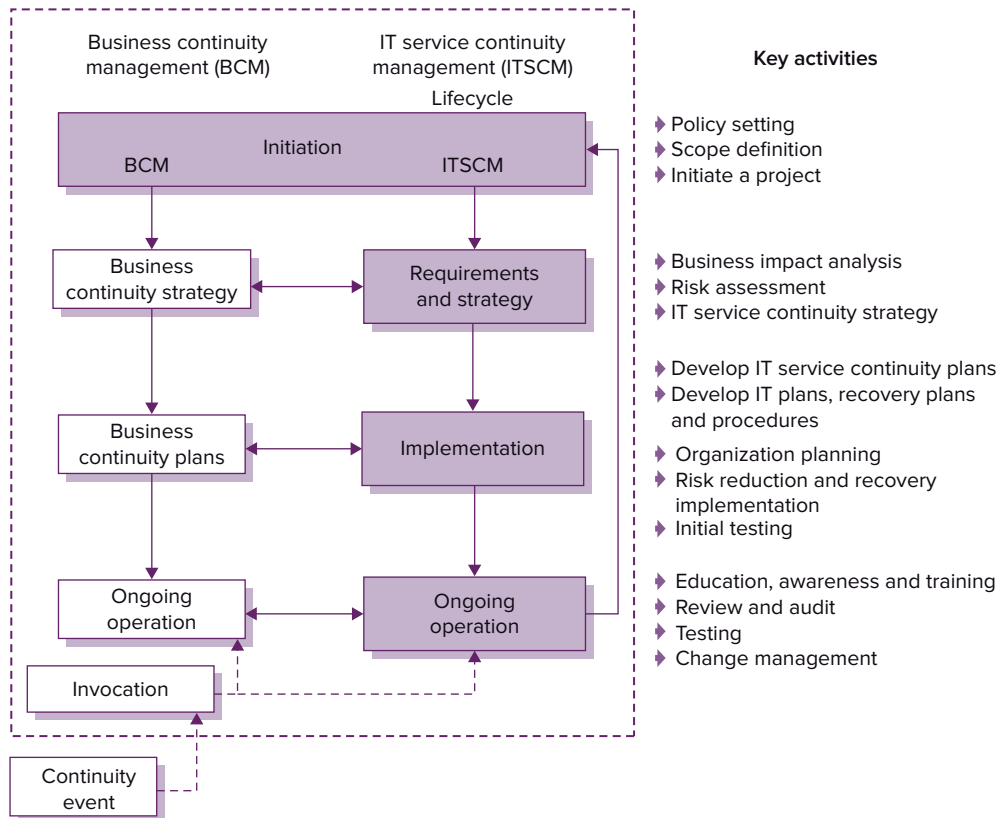 Business continuity
management (BCM)
IT service continuity
management (ITSCM)
Lifecycle
Key activities
Initiation
BCM
ITSCM
Policy setting
Scope definition
Initiate a project
Business
continuity strategy
Requirements
and strategy
Business impact analysis
Risk assessment
IT service continuity strategy
Business
continuity plans
Implementation
Develop IT service continuity plans
Develop IT plans, recovery plans
and procedures
Organization planning
Risk reduction and recovery
implementation
Initial testing
Ongoing
operation
Ongoing
operation
Education, awareness and training
Review and audit
Testing
Change management
Invocation
Continuity
event